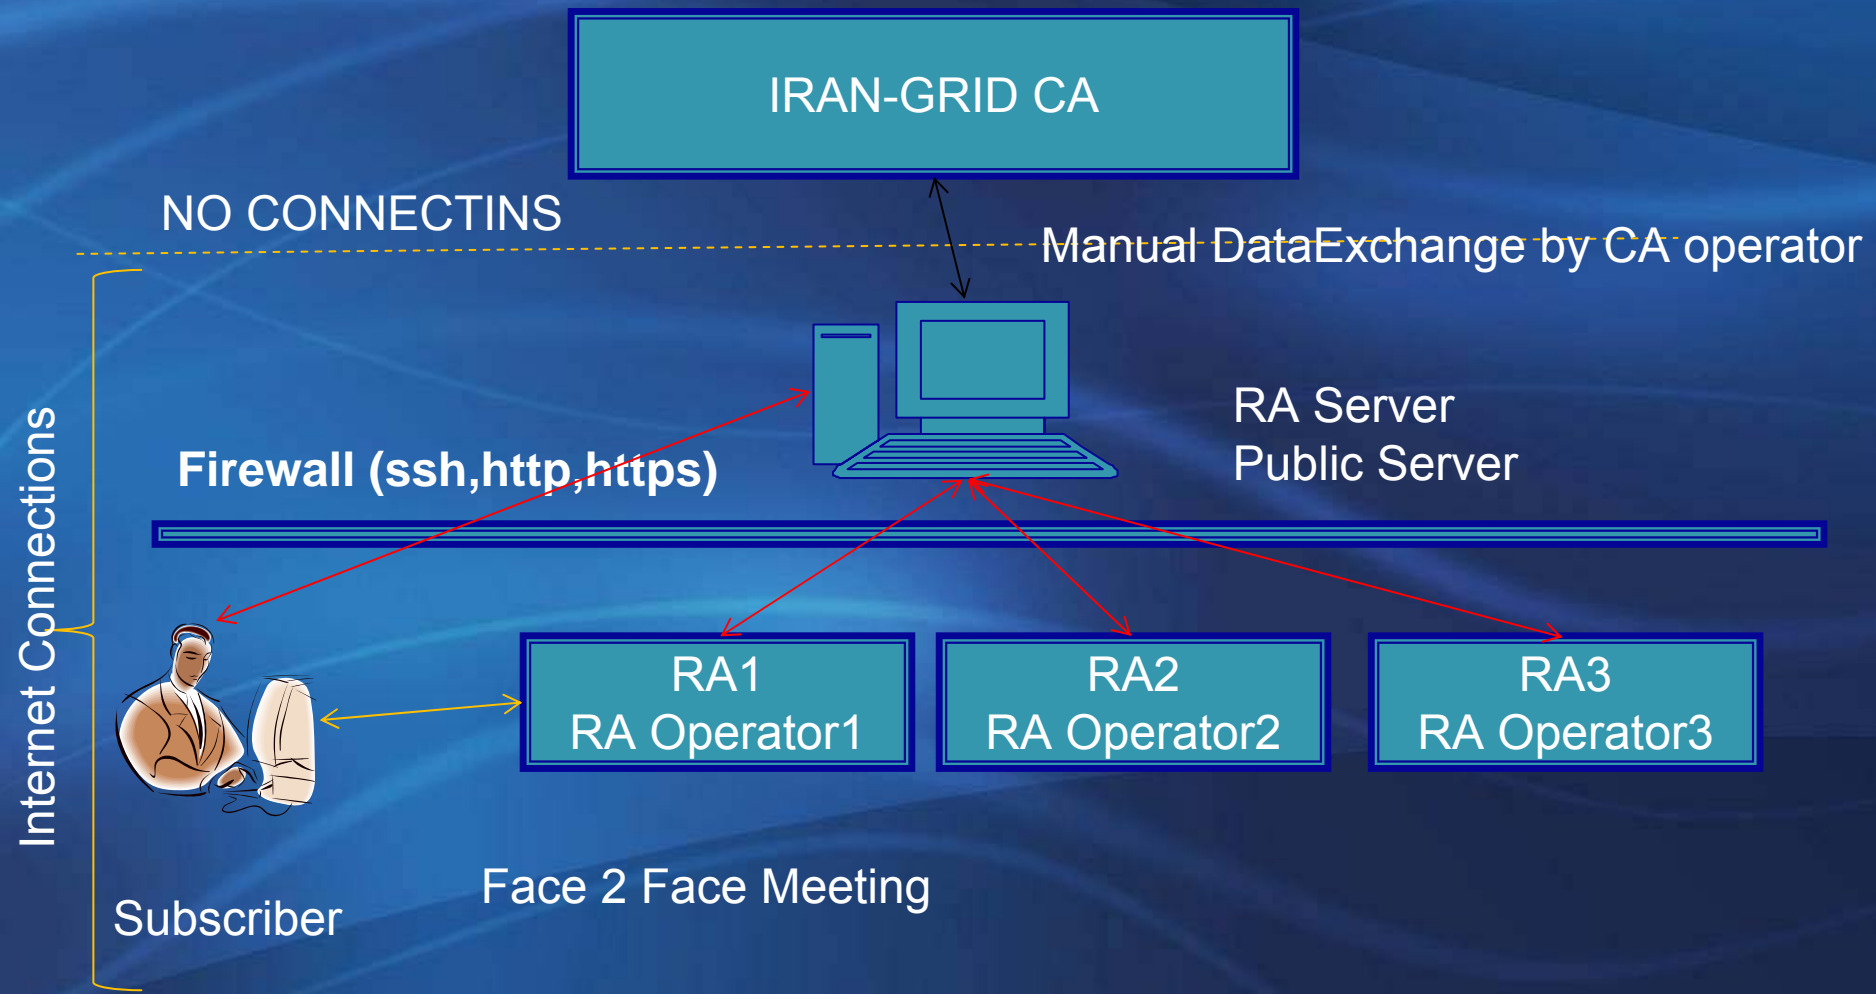 IRAN-GRID CA
NO CONNECTINS
Manual DataExchange by CA operator
RA Server
Public Server
Firewall (ssh,http,https)
Internet Connections
RA1
RA Operator1
RA2
RA Operator2
RA3
RA Operator3
Face 2 Face Meeting
Subscriber